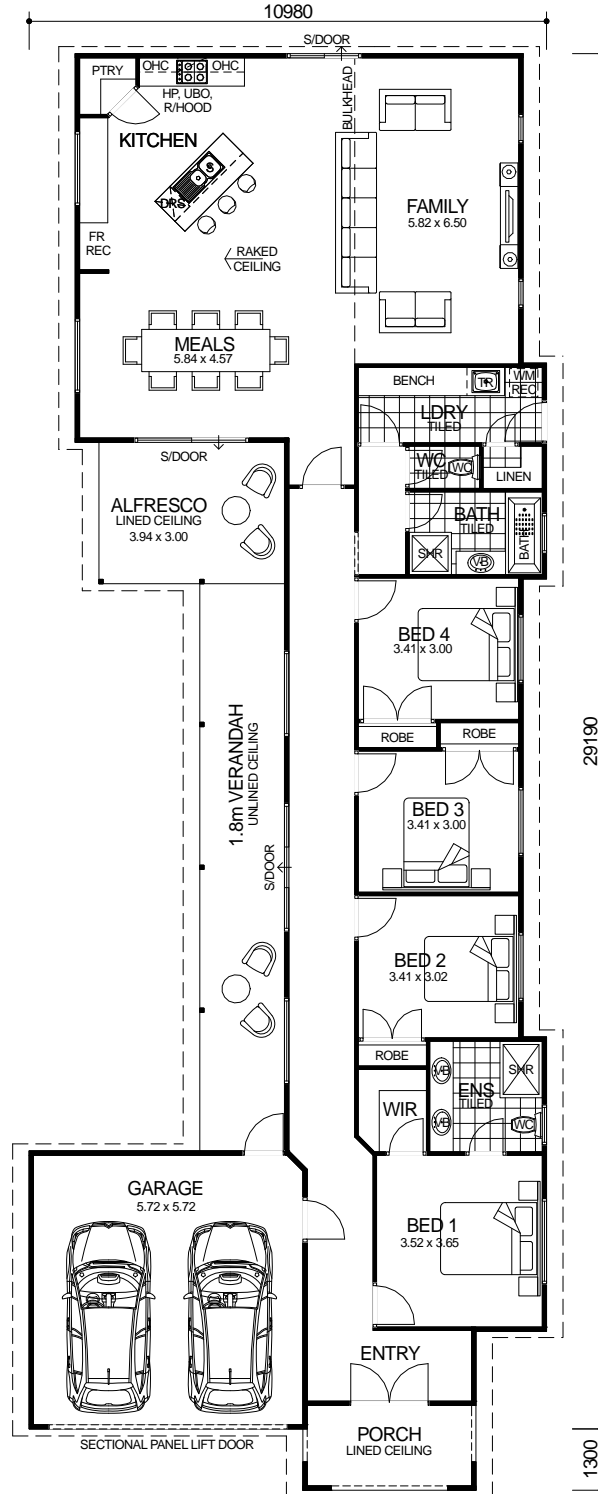 10980
S/DOOR
PTRY
OHC
OHC
HP, UBO,
R/HOOD
BULKHEAD
KITCHEN
DRS
FAMILY
5.82 x 6.50
FR
REC
RAKED
CEILING
MEALS
5.84 x 4.57
BENCH
TR
WM
REC
LDRY
TILED
S/DOOR
WC
TILED
WC
LINEN
ALFRESCO
LINED CEILING
3.94 x 3.00
BATH
TILED
BATH
SHR
VB
BED 4
3.41 x 3.00
ROBE
ROBE
29190
1.8m VERANDAH
UNLINED CEILING
S/DOOR
BED 3
3.41 x 3.00
BED 2
3.41 x 3.02
ROBE
VB
SHR
ENS
TILED
WIR
VB
WC
GARAGE
5.72 x 5.72
BED 1
3.52 x 3.65
ENTRY
PORCH
LINED CEILING
SECTIONAL PANEL LIFT DOOR
1300